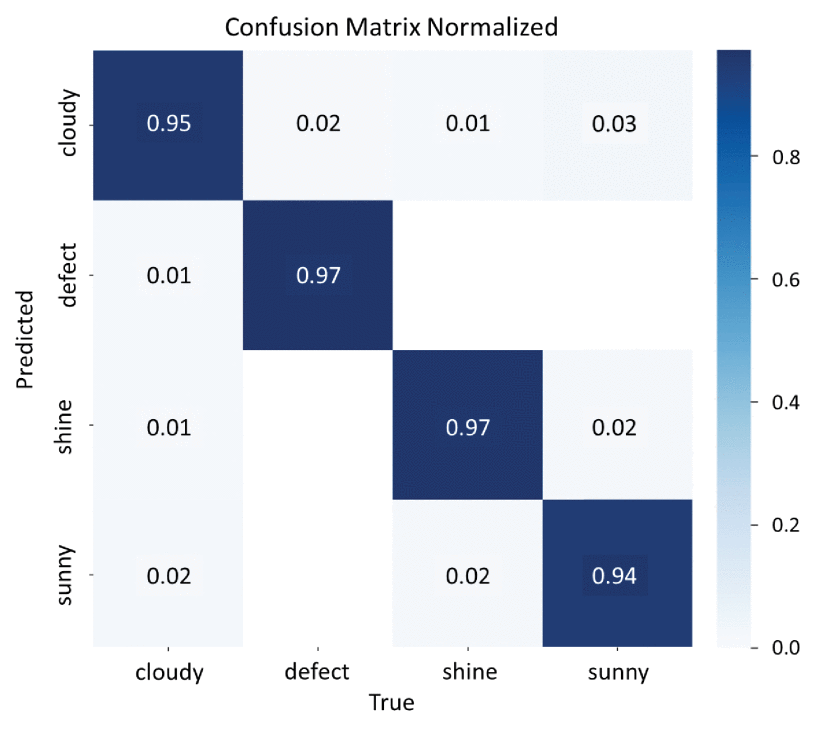 Confusion Matrix Normalized
cloudy
0.95
0.02
0.01
0.03
0.8
defect
0.01
0.97
0.6
Predicted
0.4
shine
0.01
0.97
0.02
0.2
sunny
0.02
0.02
0.94
0.0
cloudy
defect
shine
sunny
True